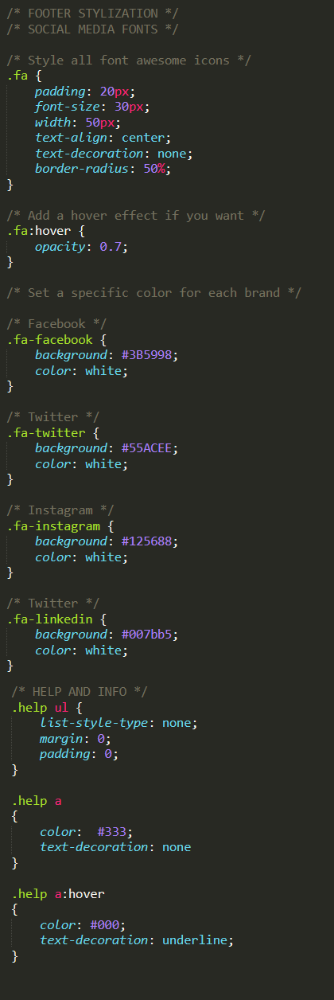 /* FOOTER STYLIZATION */
/* SOCIAL MEDIA FONTS */

/* Style all font awesome icons */
.fa {
    padding: 20px;
    font-size: 30px;
    width: 50px;
    text-align: center;
    text-decoration: none;
    border-radius: 50%;
}

/* Add a hover effect if you want */
.fa:hover {
    opacity: 0.7;
}

/* Set a specific color for each brand */

/* Facebook */
.fa-facebook {
    background: #3B5998;
    color: white;
}

/* Twitter */
.fa-twitter {
    background: #55ACEE;
    color: white;
}

/* Instagram */
.fa-instagram {
    background: #125688;
    color: white;
}

/* Twitter */
.fa-linkedin {
    background: #007bb5;
    color: white;
}
/* HELP AND INFO */
.help ul {
    list-style-type: none;
    margin: 0;
    padding: 0;
}

.help a
{
    color:  #333;
    text-decoration: none
}

.help a:hover
{
    color: #000;
    text-decoration: underline;
}